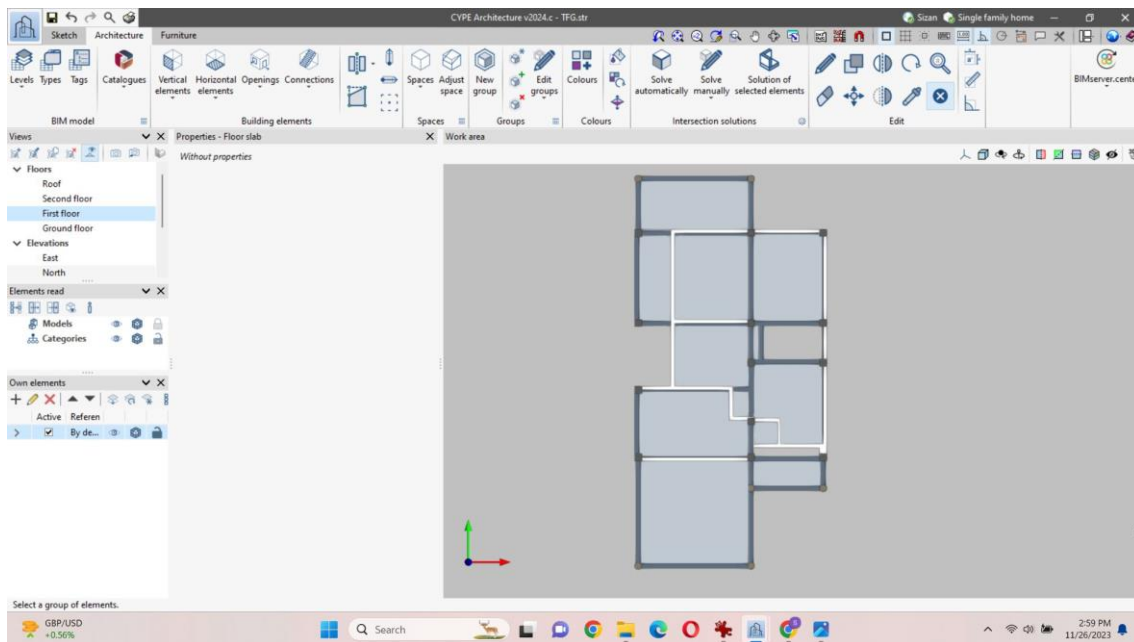 CYPE Architecture v2024.c - TFG.str
Sizan
Single family home
Sketch
Architecture
Furniture
Levels
Types
Tags
Catalogues
Vertical elements
Horizontal elements
Openings
Connections
Spaces
Adjust space
New group
Edit groups
Colours
Solve automatically
Solve manually
Solution of selected elements
BIMserver.cente
BIM model
Building elements
Spaces
Groups
Colours
Intersection solutions
Edit
Views
Properties - Floor slab
Work area
Without properties
Floors
Roof
Second floor
First floor
Ground floor
Elevations
East
North
Elements read
Models
Categories
Own elements
Active
Referen
By de...
Select a group of elements.
GBP/USD
+0.56%
Search
2:59 PM
11/26/2023